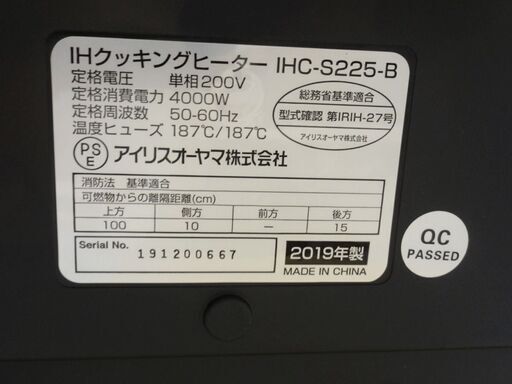 IHクッキングヒーター IHC-S225-B
定格電圧 単相200V
定格消費電力 4000W
定格周波数 50-60Hz
温度ヒューズ 187℃/187℃
総務省基準適合
型式確認 第IRIH-27号
アイリスオーヤマ株式会社
PS
E
アイリスオーヤマ株式会社
消防法 基準適合
可燃物からの離隔距離(cm)
上方 側方 前方 後方
100 10 ー 15
Serial No. 191200667
2019年製
MADE IN CHINA
QC
PASSED